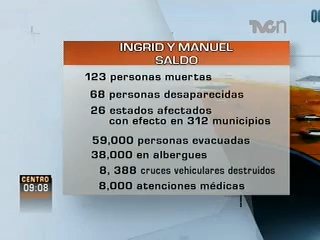 TVCN
INGRID Y MANUEL
SALDO
123 personas muertas
68 personas desaparecidas
26 estados afectados
con efecto en 312 municipios
59,000 personas evacuadas
38,000 en albergues
8, 388 cruces vehiculares destruidos
8,000 atenciones médicas
CENTRO
09:08